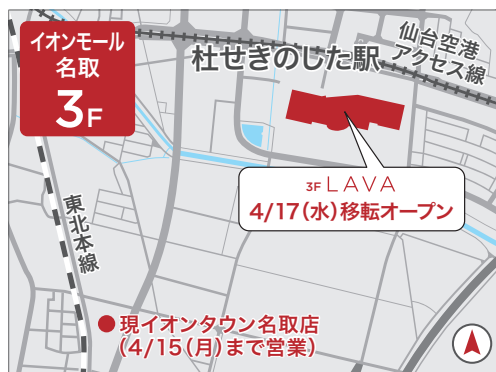 イオンモール
名取
3F
杜せきのした駅
仙台空港
アクセス線
3F LAVA
4/17(水)移転オープン
東北本線
●現イオンタウン名取店
(4/15(月)まで営業)